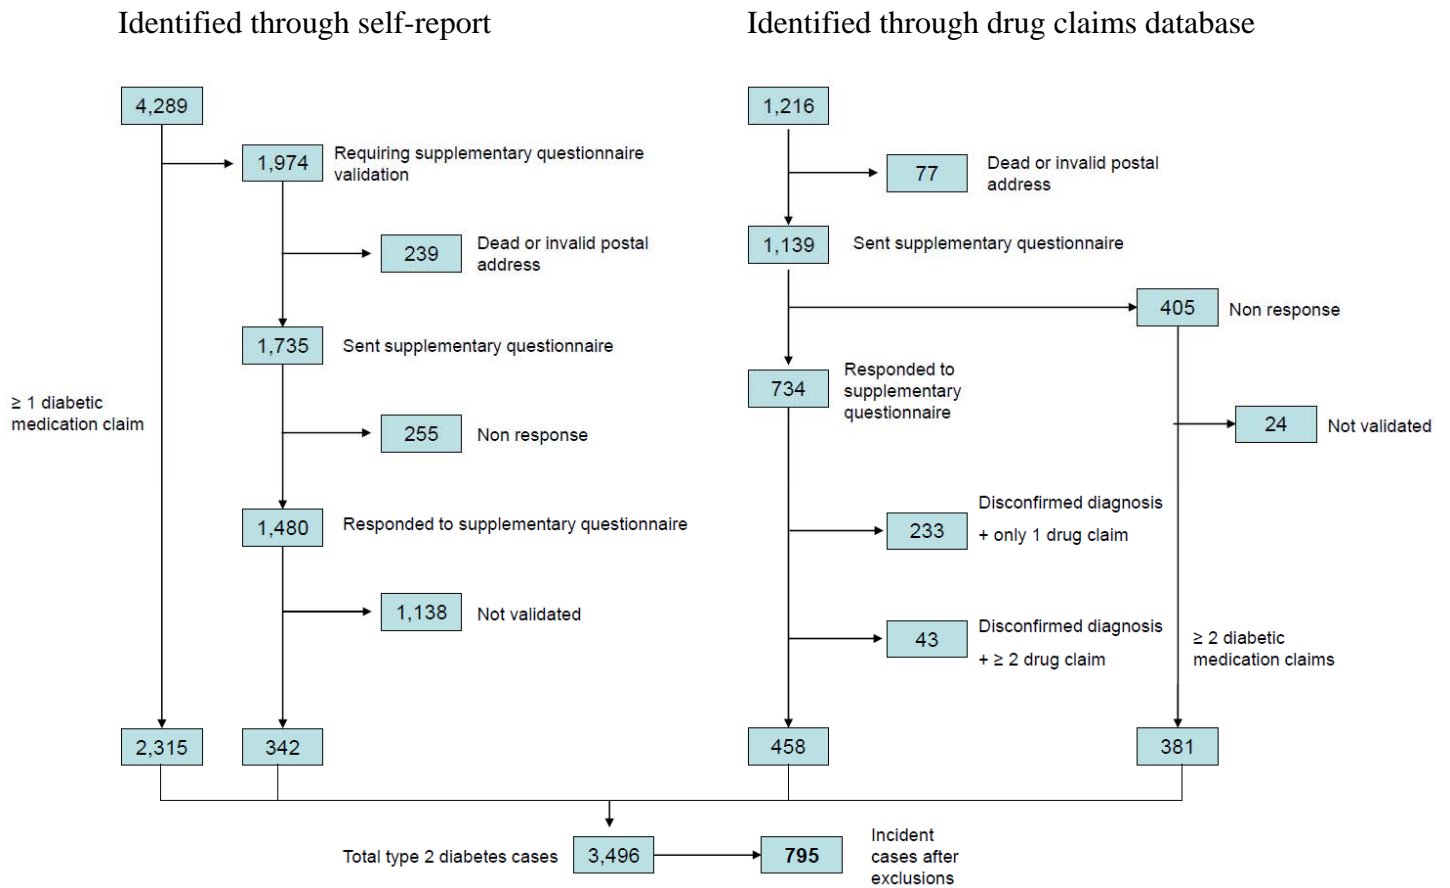 Identified through self-report
Identified through drug claims database
4,289
1,974
Requiring supplementary questionnaire
validation
239
Dead or invalid postal
address
1,735
Sent supplementary questionnaire
≥ 1 diabetic
medication claim
255
Non response
1,480
Responded to supplementary questionnaire
1,138
Not validated
2,315
342
1,216
77
Dead or invalid postal
address
1,139
Sent supplementary questionnaire
405
Non response
734
Responded to
supplementary
questionnaire
24
Not validated
233
Disconfirmed diagnosis
+ only 1 drug claim
43
Disconfirmed diagnosis
+ ≥ 2 drug claim
≥ 2 diabetic
medication claims
458
381
Total type 2 diabetes cases
3,496
795
Incident
cases after
exclusions